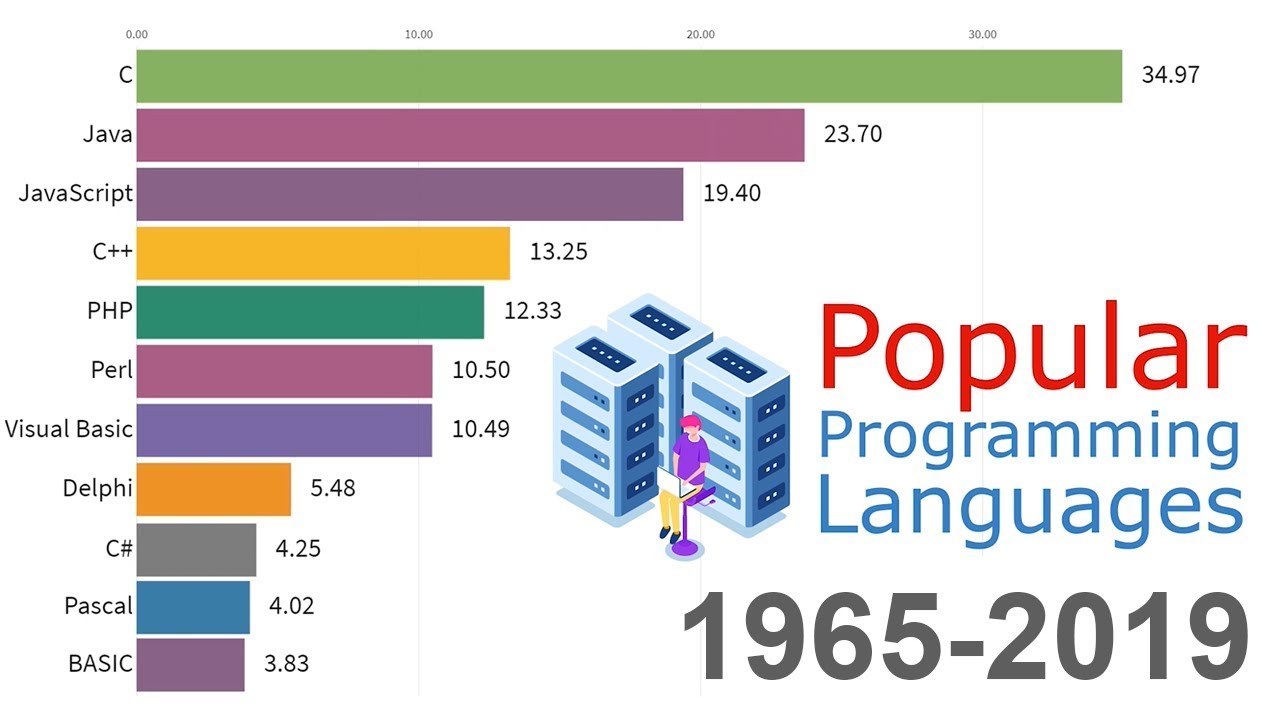 0.00 10.00 20.00 30.00
C 34.97
Java 23.70
JavaScript 19.40
C++ 13.25
PHP 12.33
Perl 10.50
Visual Basic 10.49
Delphi 5.48
C# 4.25
Pascal 4.02
BASIC 3.83
Popular
Programming
Languages
1965-2019